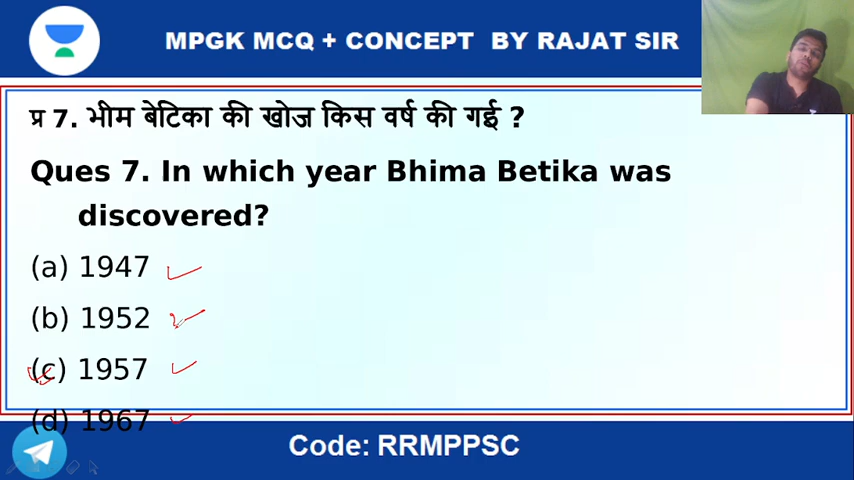 MPGK MCQ + CONCEPT BY RAJAT SIR
प्र 7. भीम बेटिका की खोज किस वर्ष की गई ?
Ques 7. In which year Bhima Betika was
discovered?
(a) 1947
(b) 1952
(c) 1957
(d) 1967
Code: RRMPPSC